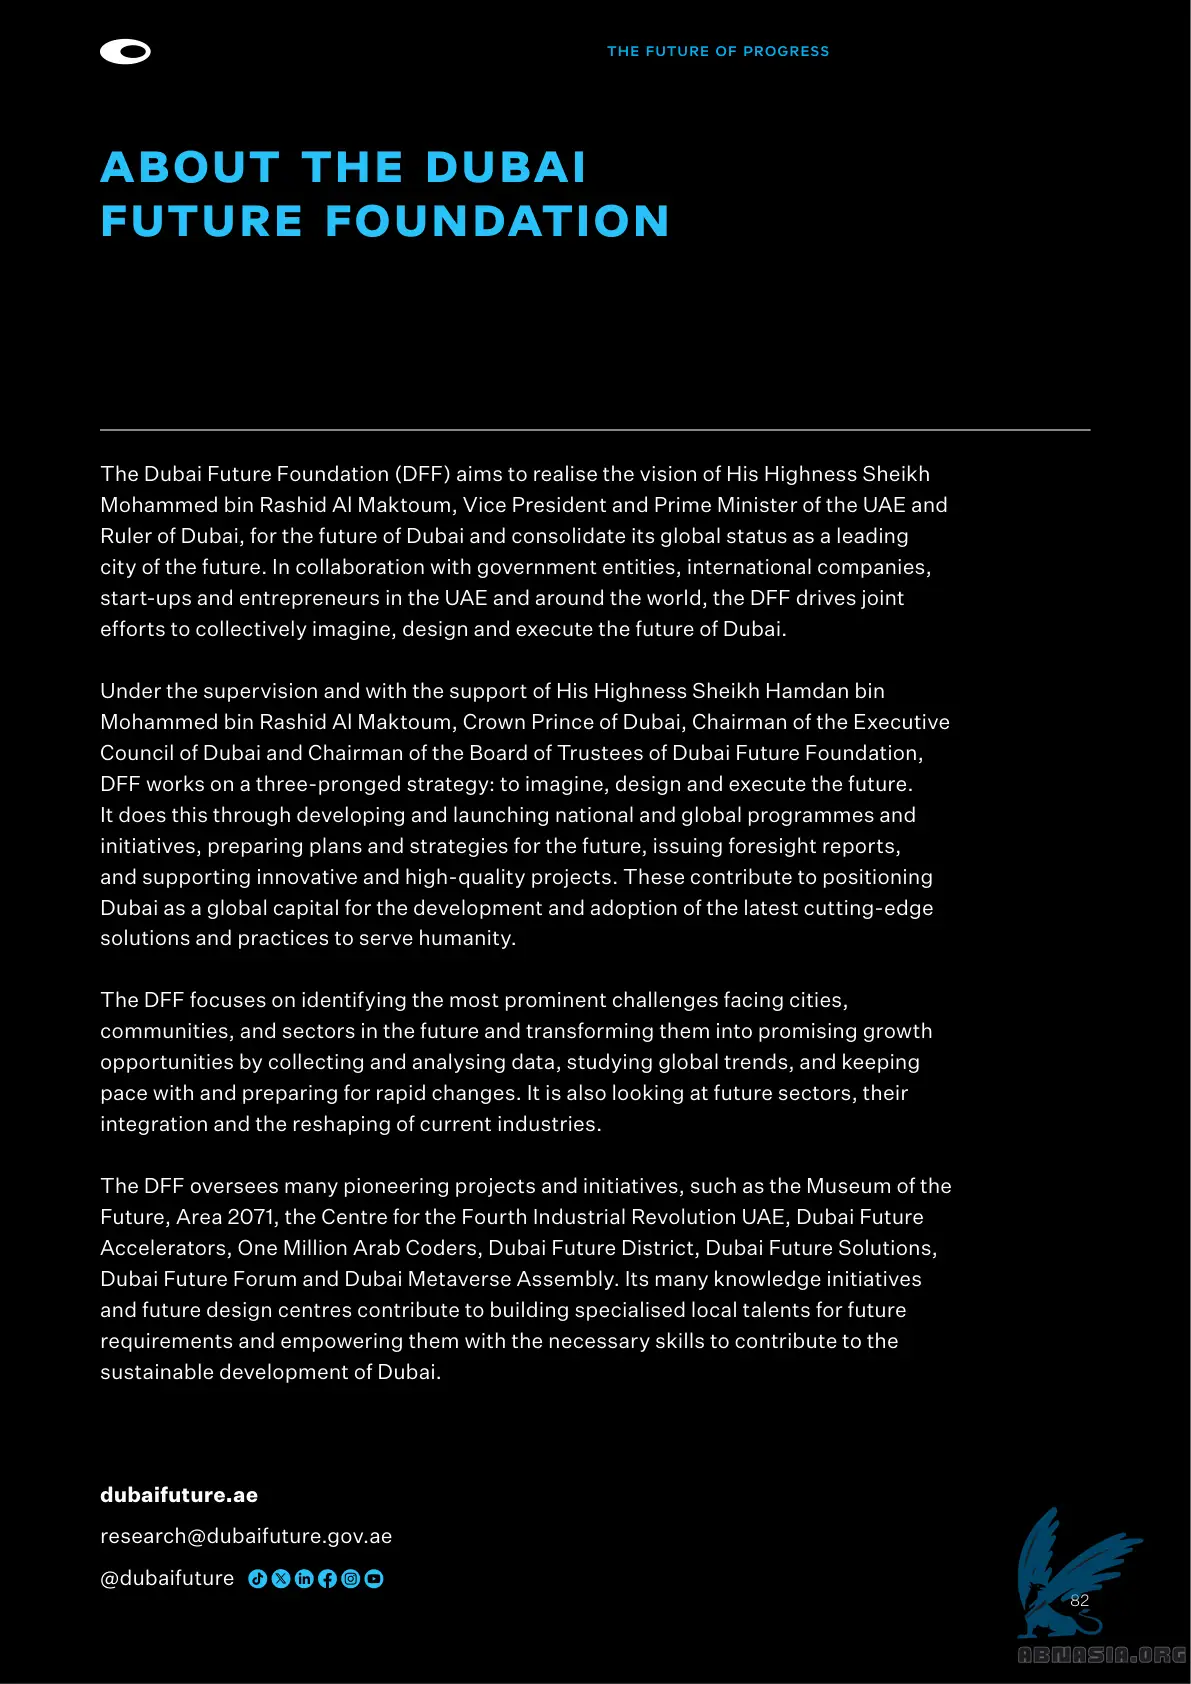 THE FUTURE OF PROGRESS
ABOUT THE DUBAI
FUTURE FOUNDATION
The Dubai Future Foundation (DFF) aims to realise the vision of His Highness Sheikh
Mohammed bin Rashid Al Maktoum, Vice President and Prime Minister of the UAE and
Ruler of Dubai, for the future of Dubai and consolidate its global status as a leading
city of the future. In collaboration with government entities, international companies,
start-ups and entrepreneurs in the UAE and around the world, the DFF drives joint
efforts to collectively imagine, design and execute the future of Dubai.
Under the supervision and with the support of His Highness Sheikh Hamdan bin
Mohammed bin Rashid Al Maktoum, Crown Prince of Dubai, Chairman of the Executive
Council of Dubai and Chairman of the Board of Trustees of Dubai Future Foundation,
DFF works on a three-pronged strategy: to imagine, design and execute the future.
It does this through developing and launching national and global programmes and
initiatives, preparing plans and strategies for the future, issuing foresight reports,
and supporting innovative and high-quality projects. These contribute to positioning
Dubai as a global capital for the development and adoption of the latest cutting-edge
solutions and practices to serve humanity.
The DFF focuses on identifying the most prominent challenges facing cities,
communities, and sectors in the future and transforming them into promising growth
opportunities by collecting and analysing data, studying global trends, and keeping
pace with and preparing for rapid changes. It is also looking at future sectors, their
integration and the reshaping of current industries.
The DFF oversees many pioneering projects and initiatives, such as the Museum of the
Future, Area 2071, the Centre for the Fourth Industrial Revolution UAE, Dubai Future
Accelerators, One Million Arab Coders, Dubai Future District, Dubai Future Solutions,
Dubai Future Forum and Dubai Metaverse Assembly. Its many knowledge initiatives
and future design centres contribute to building specialised local talents for future
requirements and empowering them with the necessary skills to contribute to the
sustainable development of Dubai.
dubaifuture.ae
research@dubaifuture.gov.ae
@dubaifuture
82
ABNASIA.ORG